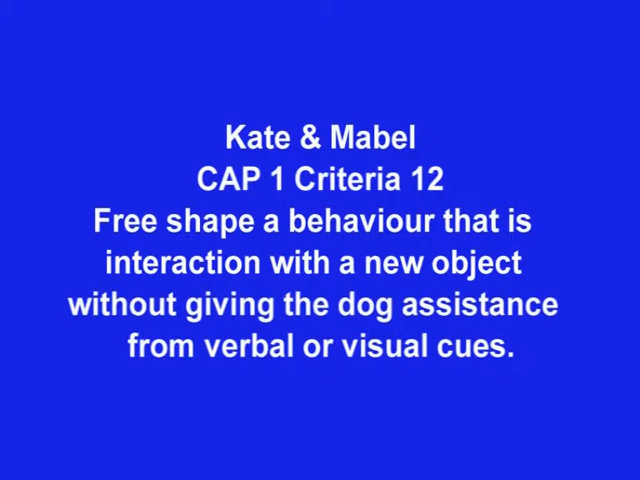 Kate & Mabel
CAP 1 Criteria 12
Free shape a behaviour that is
interaction with a new object
without giving the dog assistance
from verbal or visual cues.